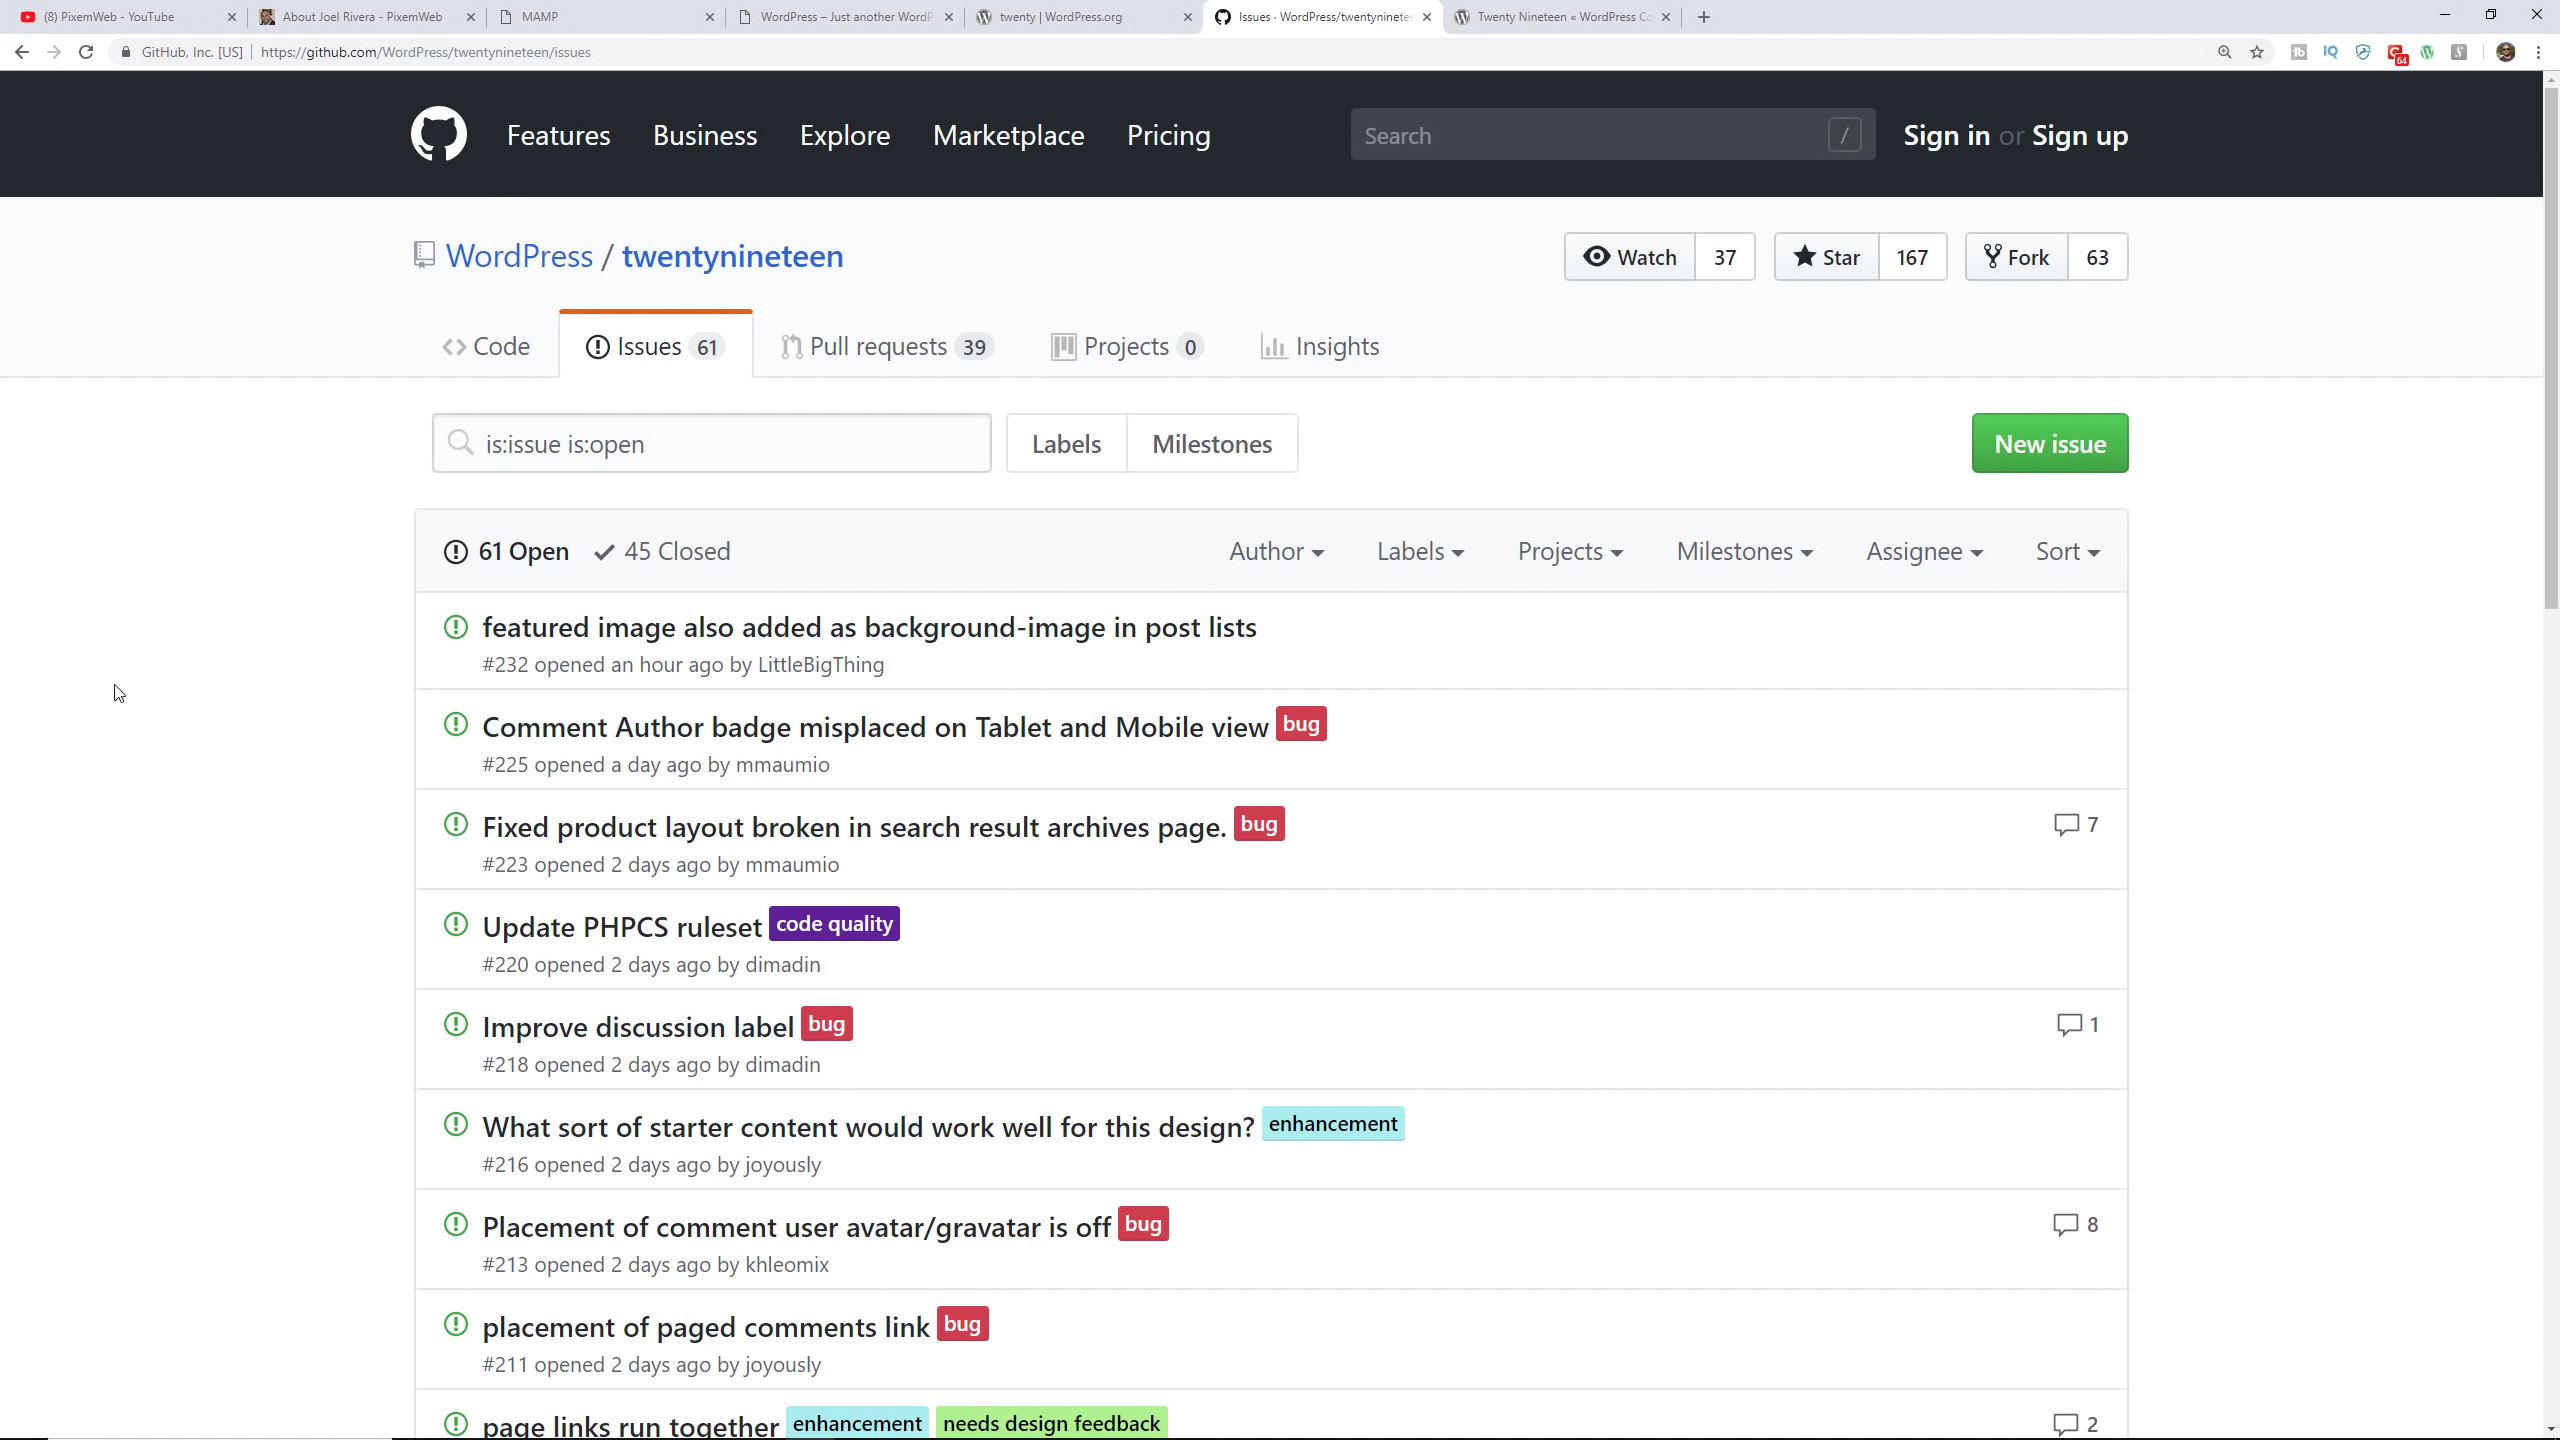 (8) PixemWeb - YouTube
About Joel Rivera - PixemWeb
MAMP
WordPress – Just another WordP
twenty | WordPress.org
Issues · WordPress/twentyninetee
Twenty Nineteen « WordPress Co
GitHub, Inc. [US] | https://github.com/WordPress/twentynineteen/issues
64
Features Business Explore Marketplace Pricing Search / Sign in or Sign up
WordPress / twentynineteen Watch 37 Star 167 Fork 63
Code Issues 61 Pull requests 39 Projects 0 Insights
is:issue is:open Labels Milestones New issue
61 Open 45 Closed Author Labels Projects Milestones Assignee Sort
featured image also added as background-image in post lists
#232 opened an hour ago by LittleBigThing
Comment Author badge misplaced on Tablet and Mobile view bug
#225 opened a day ago by mmaumio
Fixed product layout broken in search result archives page. bug 7
#223 opened 2 days ago by mmaumio
Update PHPCS ruleset code quality
#220 opened 2 days ago by dimadin
Improve discussion label bug 1
#218 opened 2 days ago by dimadin
What sort of starter content would work well for this design? enhancement
#216 opened 2 days ago by joyously
Placement of comment user avatar/gravatar is off bug 8
#213 opened 2 days ago by khleomix
placement of paged comments link bug
#211 opened 2 days ago by joyously
page links run together enhancement needs design feedback 2